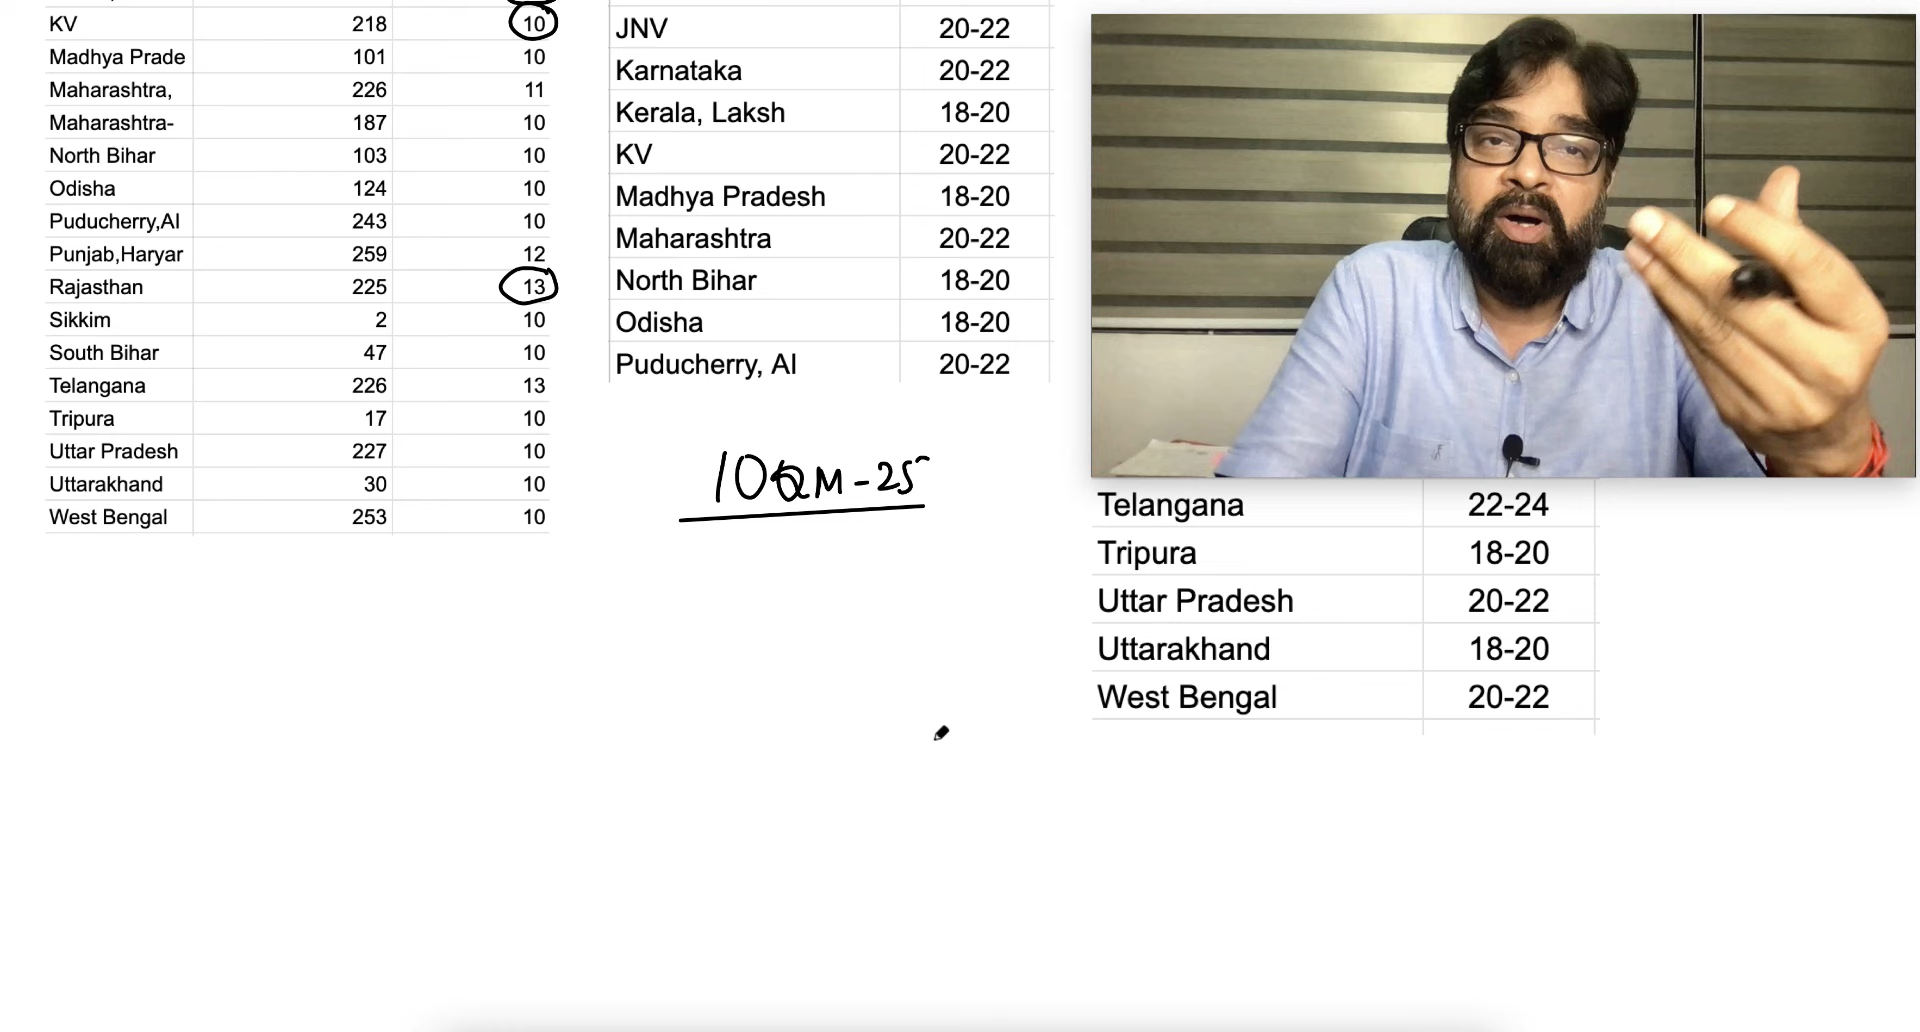 KV 218 10
Madhya Prade 101 10
Maharashtra, 226 11
Maharashtra- 187 10
North Bihar 103 10
Odisha 124 10
Puducherry,Al 243 10
Punjab,Haryar 259 12
Rajasthan 225 13
Sikkim 2 10
South Bihar 47 10
Telangana 226 13
Tripura 17 10
Uttar Pradesh 227 10
Uttarakhand 30 10
West Bengal 253 10
JNV 20-22
Karnataka 20-22
Kerala, Laksh 18-20
KV 20-22
Madhya Pradesh 18-20
Maharashtra 20-22
North Bihar 18-20
Odisha 18-20
Puducherry, Al 20-22
10QM-25
Telangana 22-24
Tripura 18-20
Uttar Pradesh 20-22
Uttarakhand 18-20
West Bengal 20-22